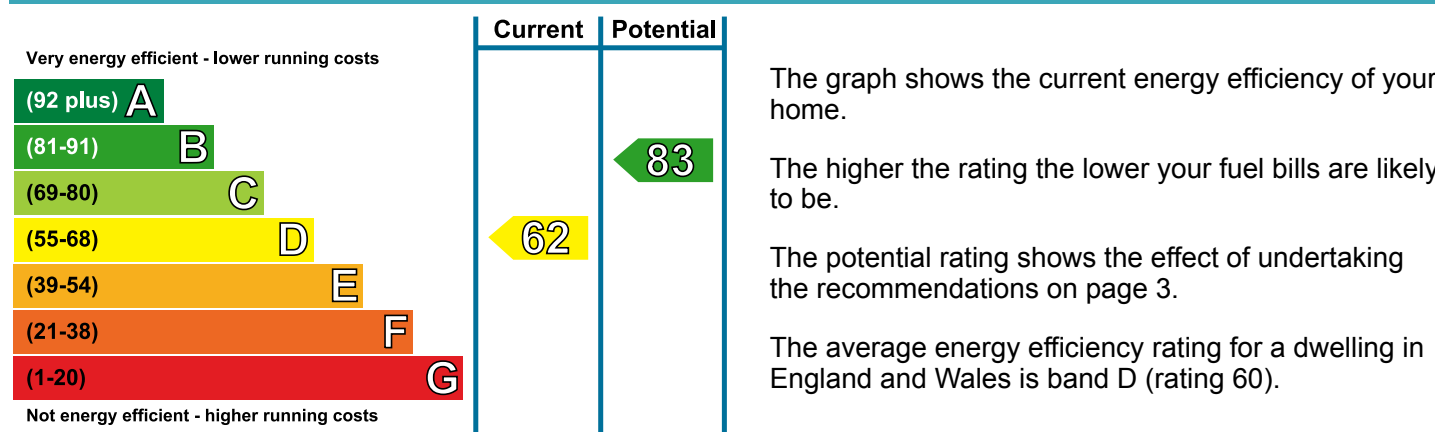 Current Potential
Very energy efficient - lower running costs
(92 plus) A
(81-91) B
(69-80) C
(55-68) D
(39-54) E
(21-38) F
(1-20) G
Not energy efficient - higher running costs
62
83
The graph shows the current energy efficiency of your
home.
The higher the rating the lower your fuel bills are likely
to be.
The potential rating shows the effect of undertaking
the recommendations on page 3.
The average energy efficiency rating for a dwelling in
England and Wales is band D (rating 60).